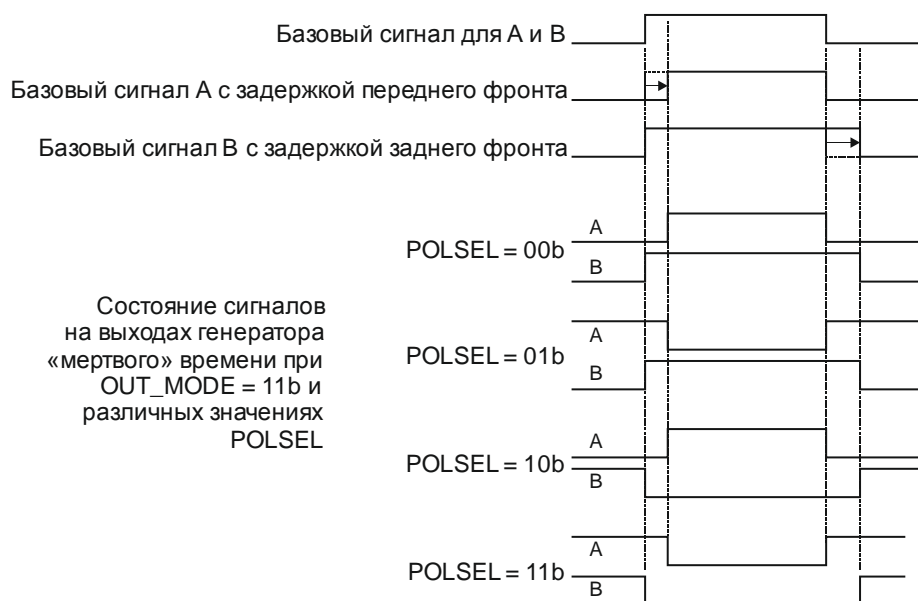 Базовый сигнал для A и B
Базовый сигнал A с задержкой переднего фронта
Базовый сигнал B с задержкой заднего фронта
A
POLSEL = 00b
B
Состояние сигналов
на выходах генератора
«мертвого» времени при
OUT_MODE = 11b и
различных значениях
POLSEL
A
POLSEL = 01b
B
A
POLSEL = 10b
B
A
POLSEL = 11b
B